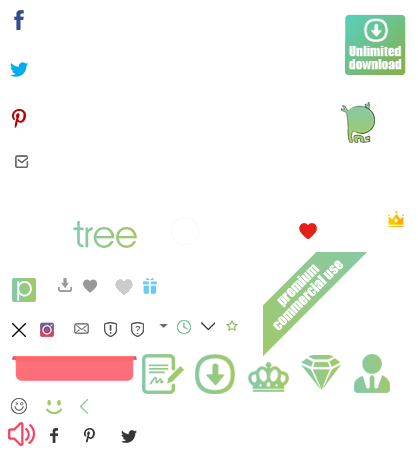 Unlimited
download
tree
premium
commercial use
p